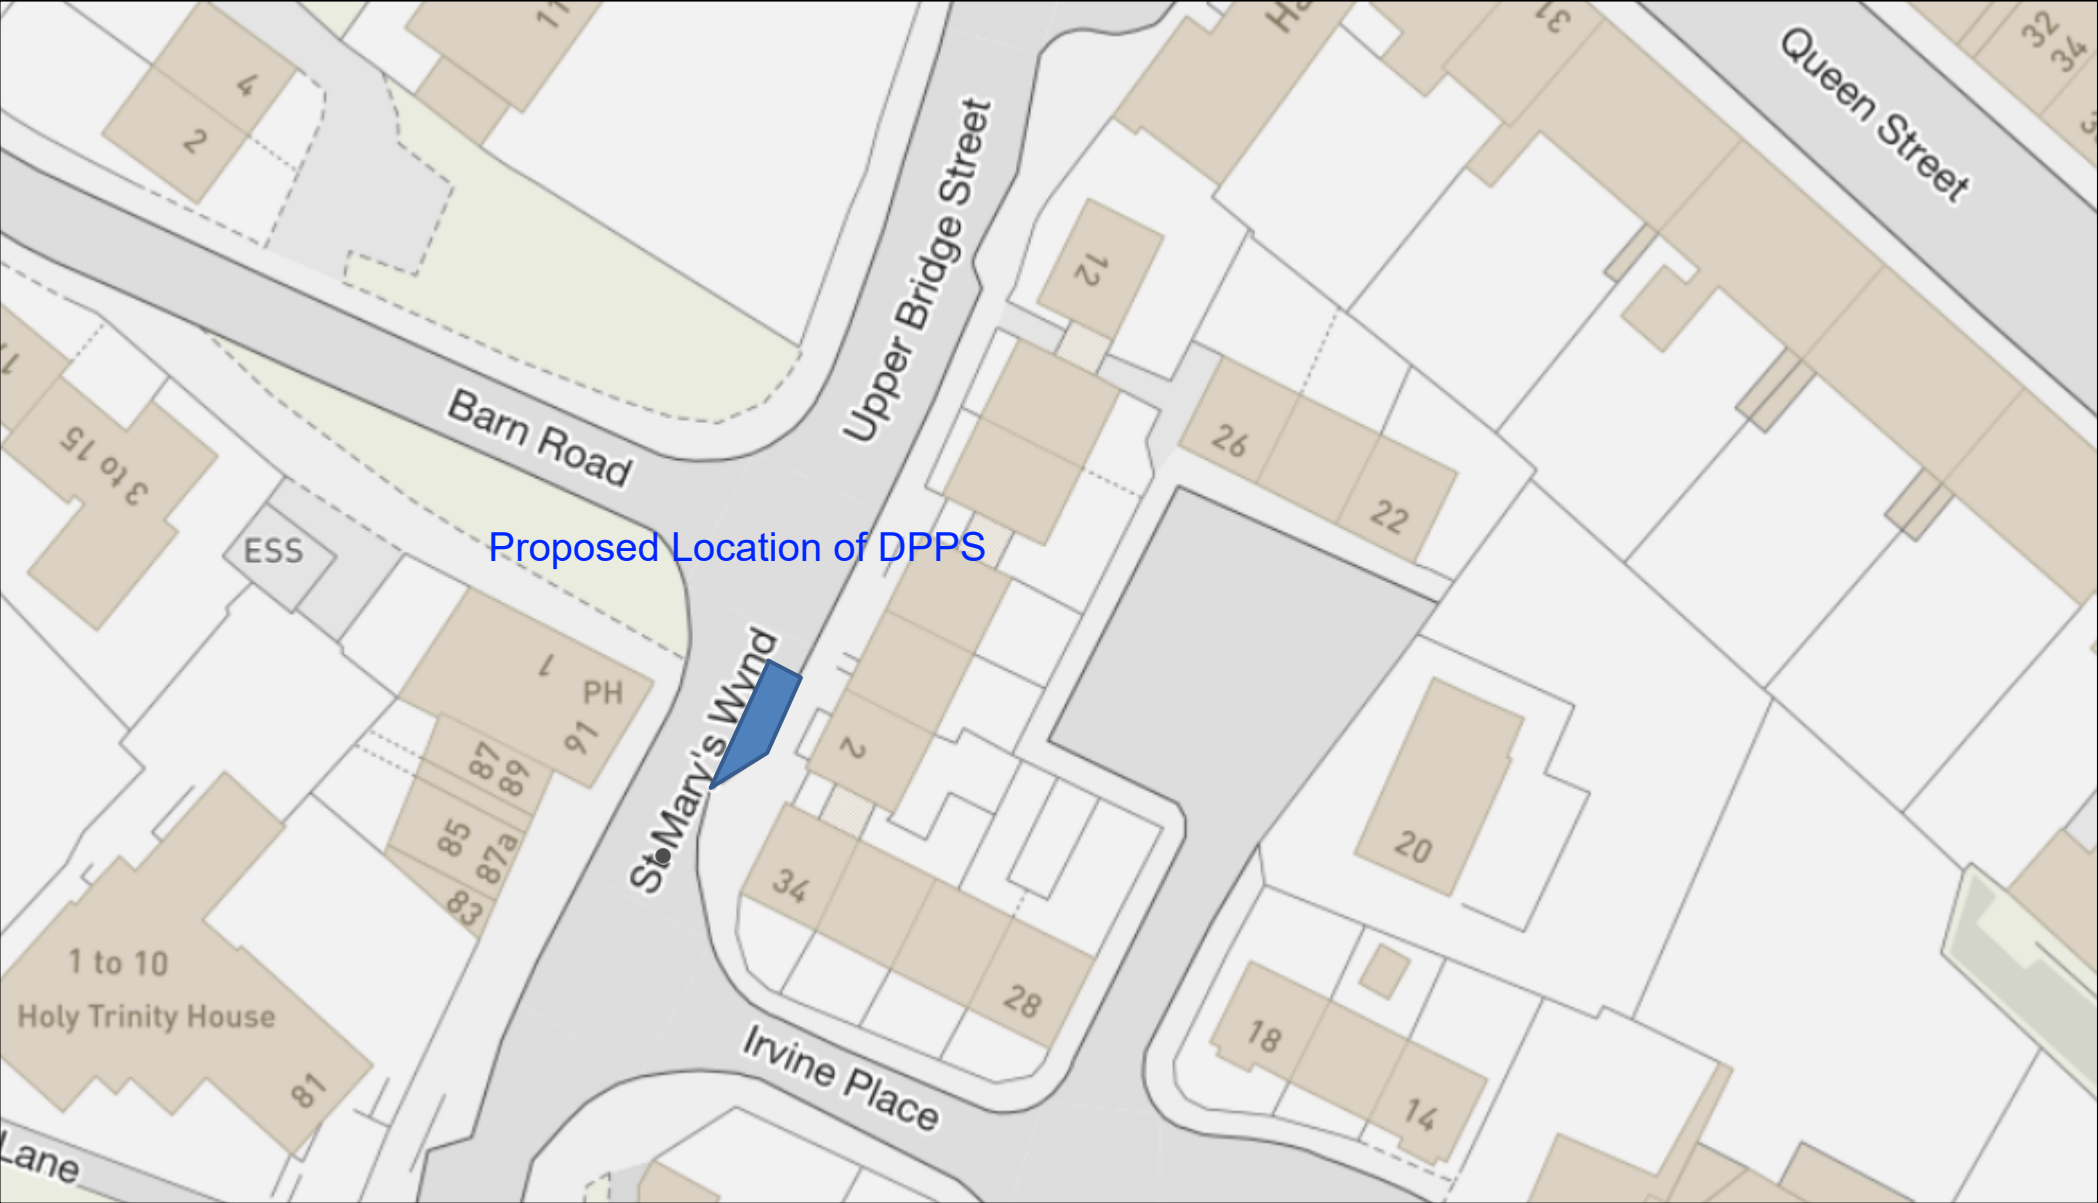 11
31
32
34
Queen Street
4
2
Upper Bridge Street
12
Barn Road
3 to 15
ESS
26
22
Proposed Location of DPPS
St Mary's Wynd
1
PH
91
2
87
89
85
87a
83
34
28
20
18
14
1 to 10
Holy Trinity House
81
Irvine Place
Lane